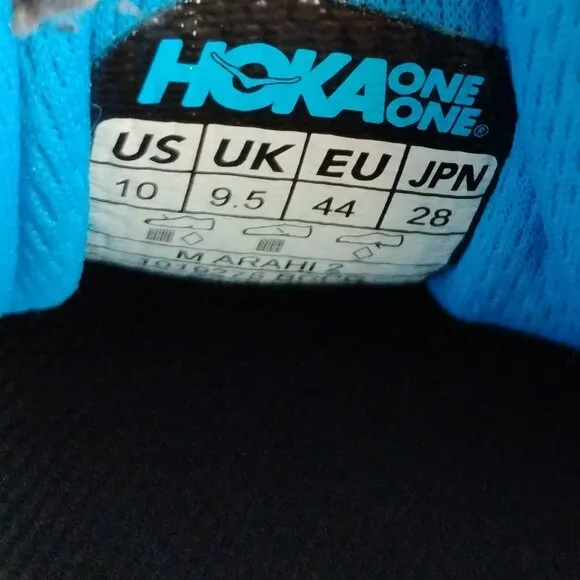 HOKA ONE ONE®
US UK EU JPN
10 9.5 44 28
M ARAHI 2